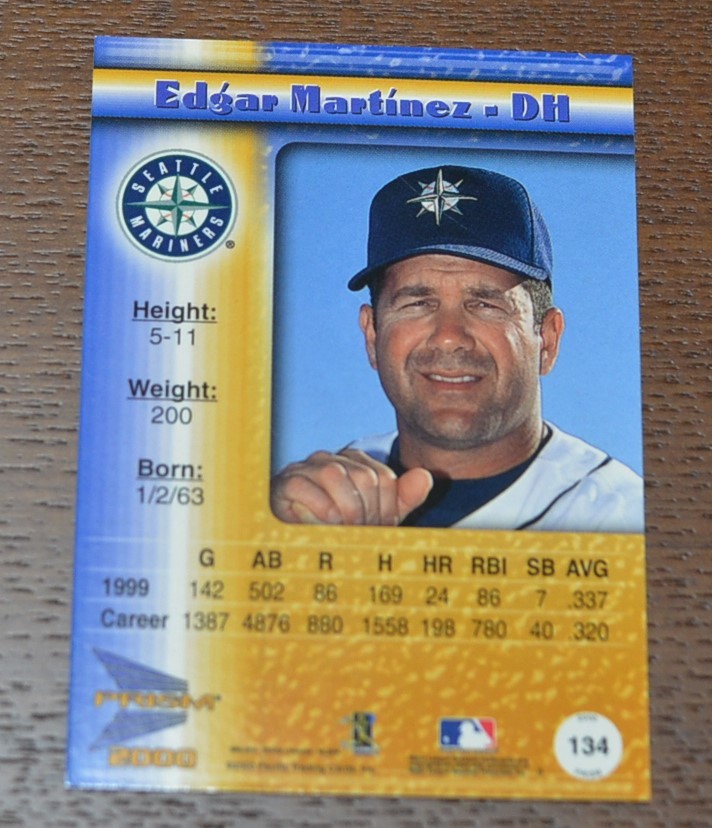 Edgar Martínez - DH
SEATTLE
MARINERS
®
Height:
5-11
Weight:
200
Born:
1/2/63
G AB R H HR RBI SB AVG
1999 142 502 86 169 24 86 7 .337
Career 1387 4876 880 1558 198 780 40 .320
PRISM
2000
134